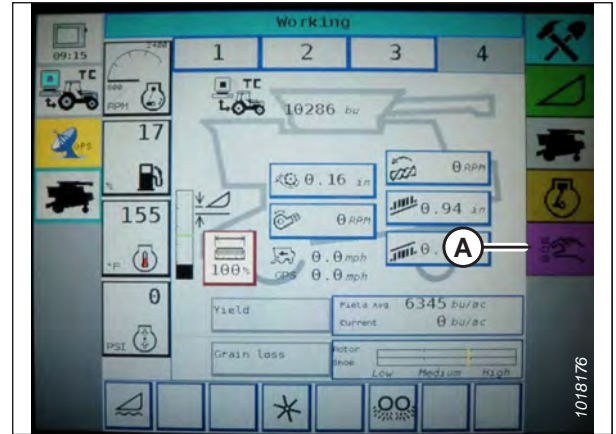 Working
09:15
2400
600
RPM
1
2
3
4
TC
TC
10286 bu
GPS
17
%
0.16 in
0 RPM
0 RPM
0.94 in
0.
A
155
°F
100%
0.0 mph
GPS 0.0 mph
0
PSI
Yield
Field Avg 6345 bu/ac
Current 0 bu/ac
Grain loss
Rotor
Shoe
Low Medium High
1018176